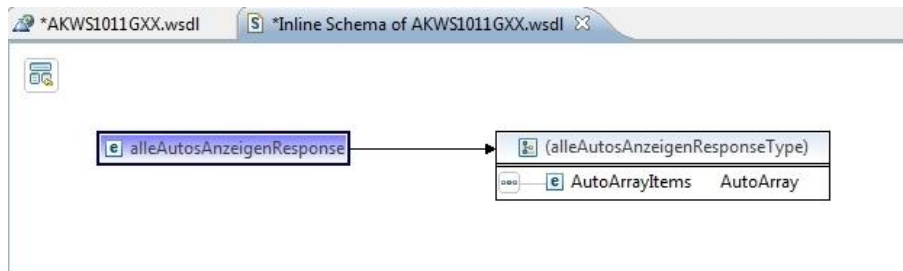 *AKWS1011GXX.wsdl
S *Inline Schema of AKWS1011GXX.wsdl
e alleAutosAnzeigenResponse
(alleAutosAnzeigenResponseType)
e AutoArrayItems AutoArray